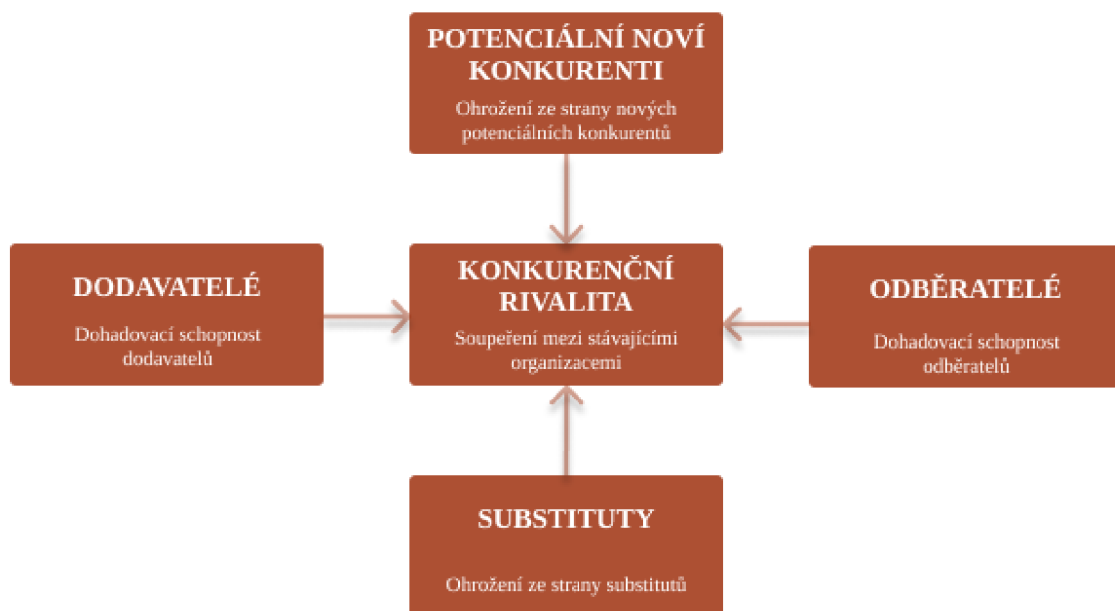 POTENCIÁLNÍ NOVÍ
KONKURENTI
Ohrožení ze strany nových
potenciálních konkurentů
DODAVATELÉ
Dohadovací schopnost
dodavatelů
KONKURENČNÍ
RIVALITA
Soupeření mezi stávajícími
organizacemi
ODBĚRATELÉ
Dohadovací schopnost
odběratelů
SUBSTITUTY
Ohrožení ze strany substitutů